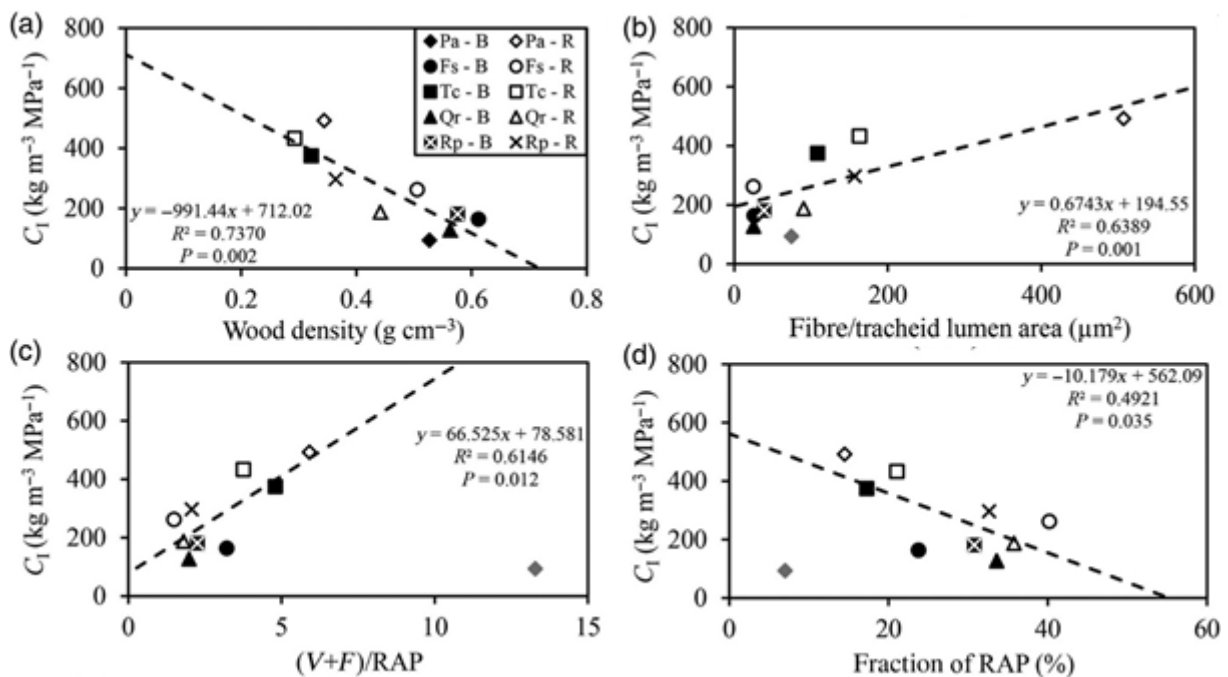 (a)
800
600
400
200
0
C_I (kg m⁻³ MPa⁻¹)
Pa - B Pa - R
Fs - B Fs - R
Tc - B Tc - R
Qr - B Qr - R
Rp - B Rp - R
y = −991.44x + 712.02
R² = 0.7370
P = 0.002
0 0.2 0.4 0.6 0.8
Wood density (g cm⁻³)
(b)
800
600
400
200
0
C_I (kg m⁻³ MPa⁻¹)
y = 0.6743x + 194.55
R² = 0.6389
P = 0.001
0 200 400 600
Fibre/tracheid lumen area (µm²)
(c)
800
600
400
200
0
C_I (kg m⁻³ MPa⁻¹)
y = 66.525x + 78.581
R² = 0.6146
P = 0.012
0 5 10 15
(V+F)/RAP
(d)
800
600
400
200
0
C_I (kg m⁻³ MPa⁻¹)
y = −10.179x + 562.09
R² = 0.4921
P = 0.035
0 20 40 60
Fraction of RAP (%)